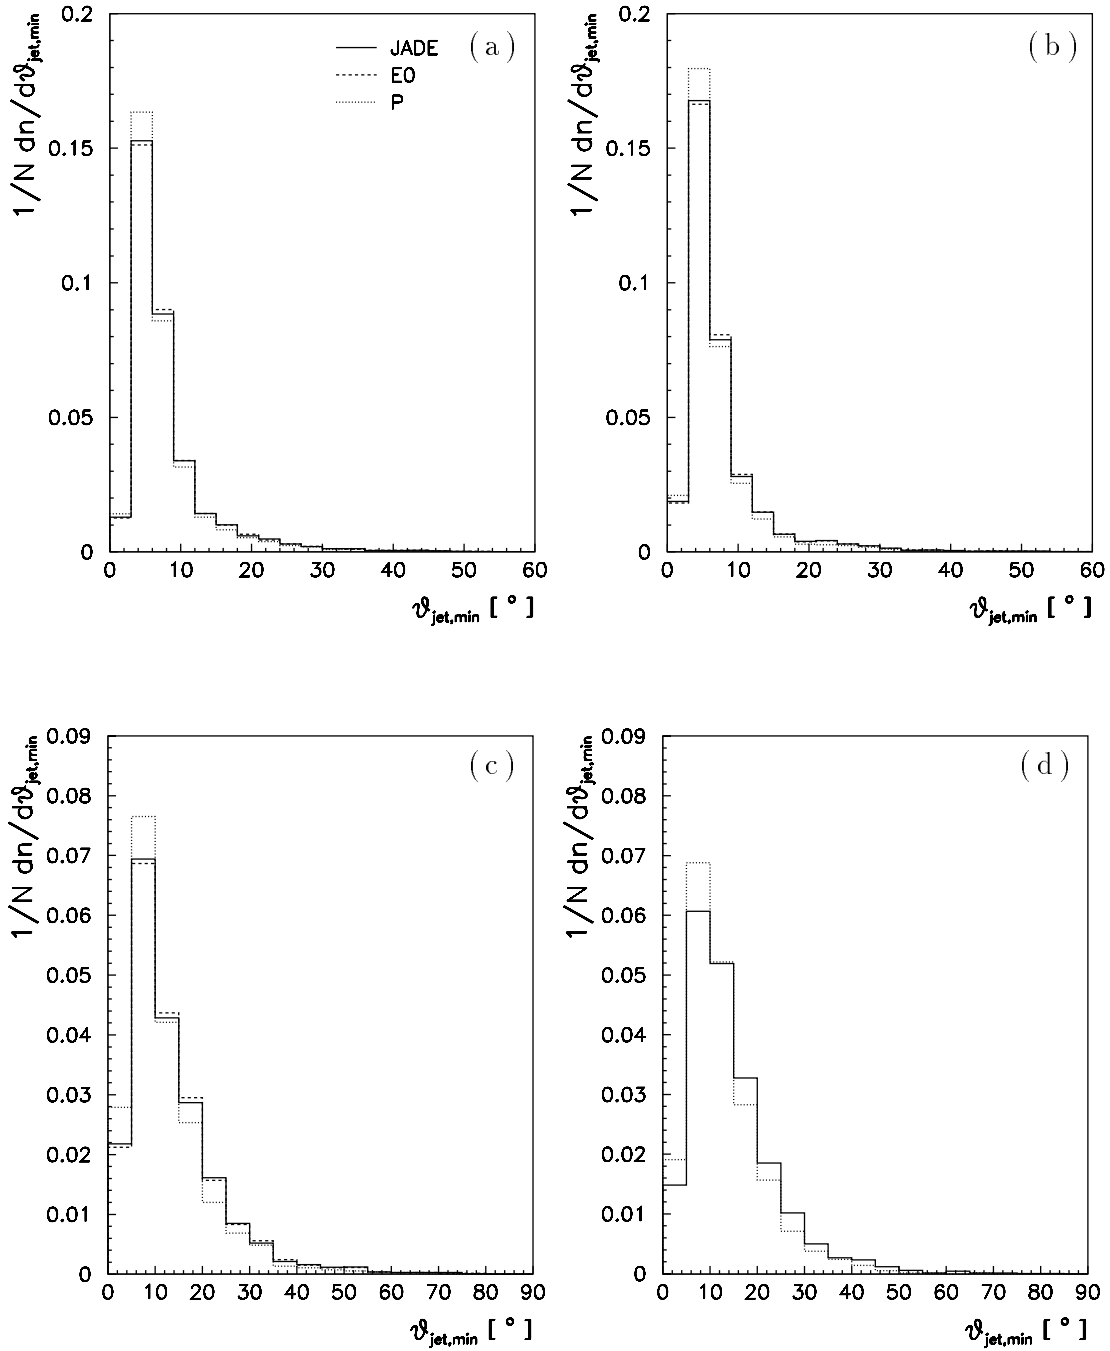 1/N dn/dϑjet,min
0.2
0.15
0.1
0.05
0
JADE
E0
P
(a)
0 10 20 30 40 50 60
ϑjet,min [ ° ]
1/N dn/dϑjet,min
0.2
0.15
0.1
0.05
0
(b)
0 10 20 30 40 50 60
ϑjet,min [ ° ]
1/N dn/dϑjet,min
0.09
0.08
0.07
0.06
0.05
0.04
0.03
0.02
0.01
0
(c)
0 10 20 30 40 50 60 70 80 90
ϑjet,min [ ° ]
1/N dn/dϑjet,min
0.09
0.08
0.07
0.06
0.05
0.04
0.03
0.02
0.01
0
(d)
0 10 20 30 40 50 60 70 80 90
ϑjet,min [ ° ]